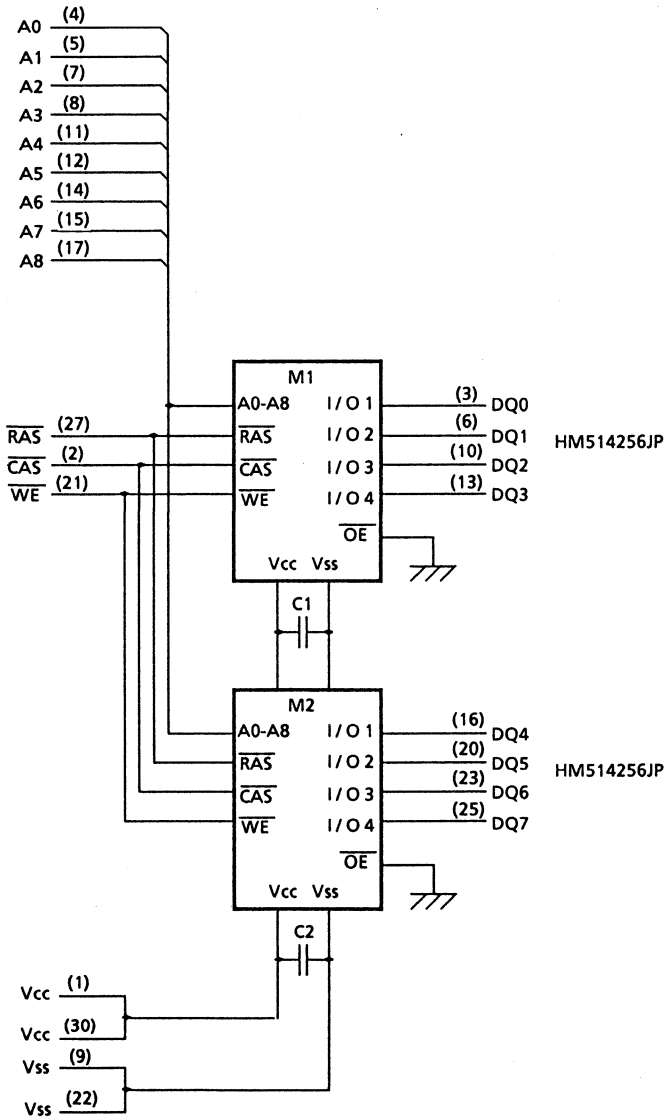 A0 (4)
A1 (5)
A2 (7)
A3 (8)
A4 (11)
A5 (12)
A6 (14)
A7 (15)
A8 (17)
M1
A0-A8 I/O 1 (3) DQ0
RAS (27) RAS I/O 2 (6) DQ1 HM514256JP
CAS (2) CAS I/O 3 (10) DQ2
WE (21) WE I/O 4 (13) DQ3
OE
Vcc Vss
C1
M2
A0-A8 I/O 1 (16) DQ4
RAS I/O 2 (20) DQ5 HM514256JP
CAS I/O 3 (23) DQ6
WE I/O 4 (25) DQ7
OE
Vcc Vss
C2
Vcc (1)
Vcc (30)
Vss (9)
Vss (22)